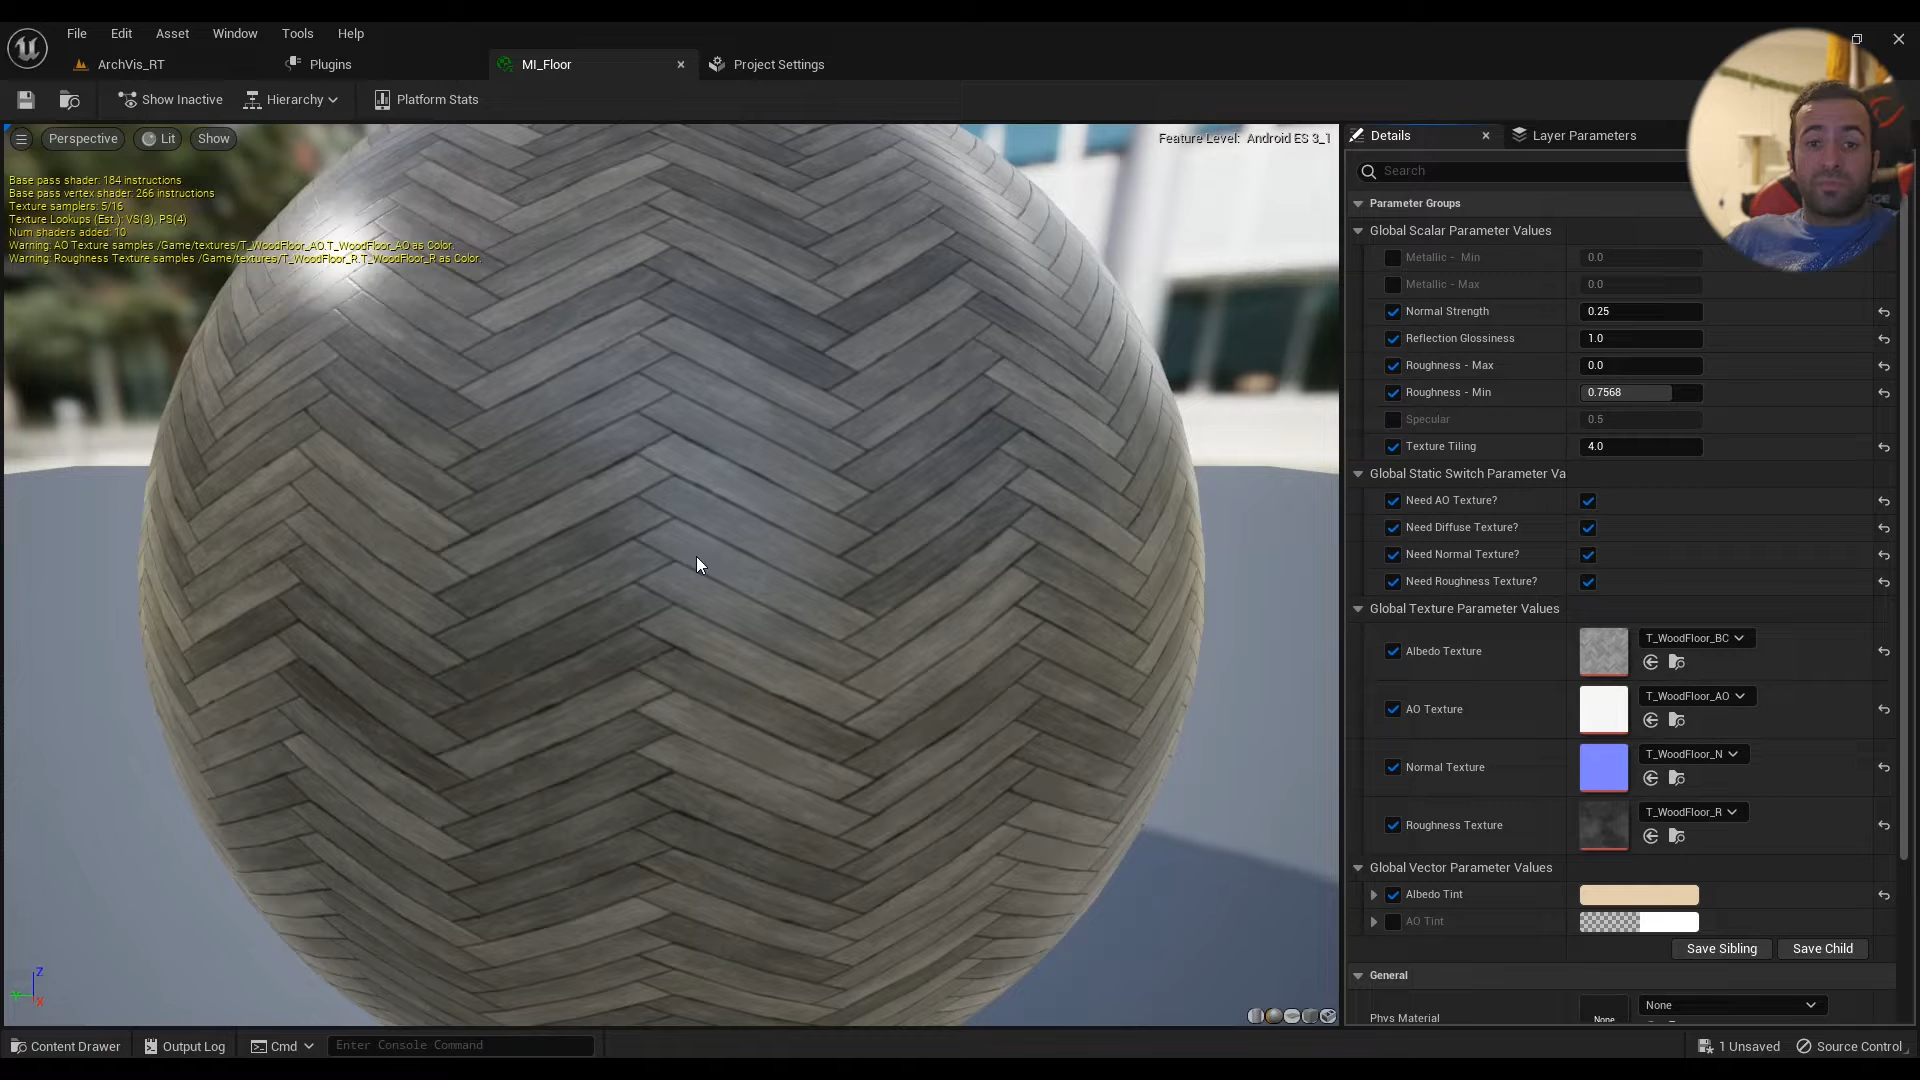 File Edit Asset Window Tools Help
ArchVis_RT Plugins MI_Floor Project Settings
Show Inactive Hierarchy Platform Stats
Perspective Lit Show
Feature Level: Android ES 3_1
Base pass shader: 184 instructions
Base pass vertex shader: 266 instructions
Texture samplers: 5/16
Texture Lookups (Est.): VS(3), PS(4)
Num shaders added: 10
Warning: AO Texture samples /Game/textures/T_WoodFloor_AO.T_WoodFloor_AO as Color.
Warning: Roughness Texture samples /Game/textures/T_WoodFloor_R.T_WoodFloor_R as Color.
Z
X
Details Layer Parameters
Search
Parameter Groups
Global Scalar Parameter Values
Metallic - Min 0.0
Metallic - Max 0.0
Normal Strength 0.25
Reflection Glossiness 1.0
Roughness - Max 0.0
Roughness - Min 0.7568
Specular 0.5
Texture Tiling 4.0
Global Static Switch Parameter Va
Need AO Texture?
Need Diffuse Texture?
Need Normal Texture?
Need Roughness Texture?
Global Texture Parameter Values
Albedo Texture T_WoodFloor_BC
AO Texture T_WoodFloor_AO
Normal Texture T_WoodFloor_N
Roughness Texture T_WoodFloor_R
Global Vector Parameter Values
Albedo Tint
AO Tint
Save Sibling Save Child
General
Phys Material None None
Content Drawer Output Log Cmd Enter Console Command 1 Unsaved Source Control